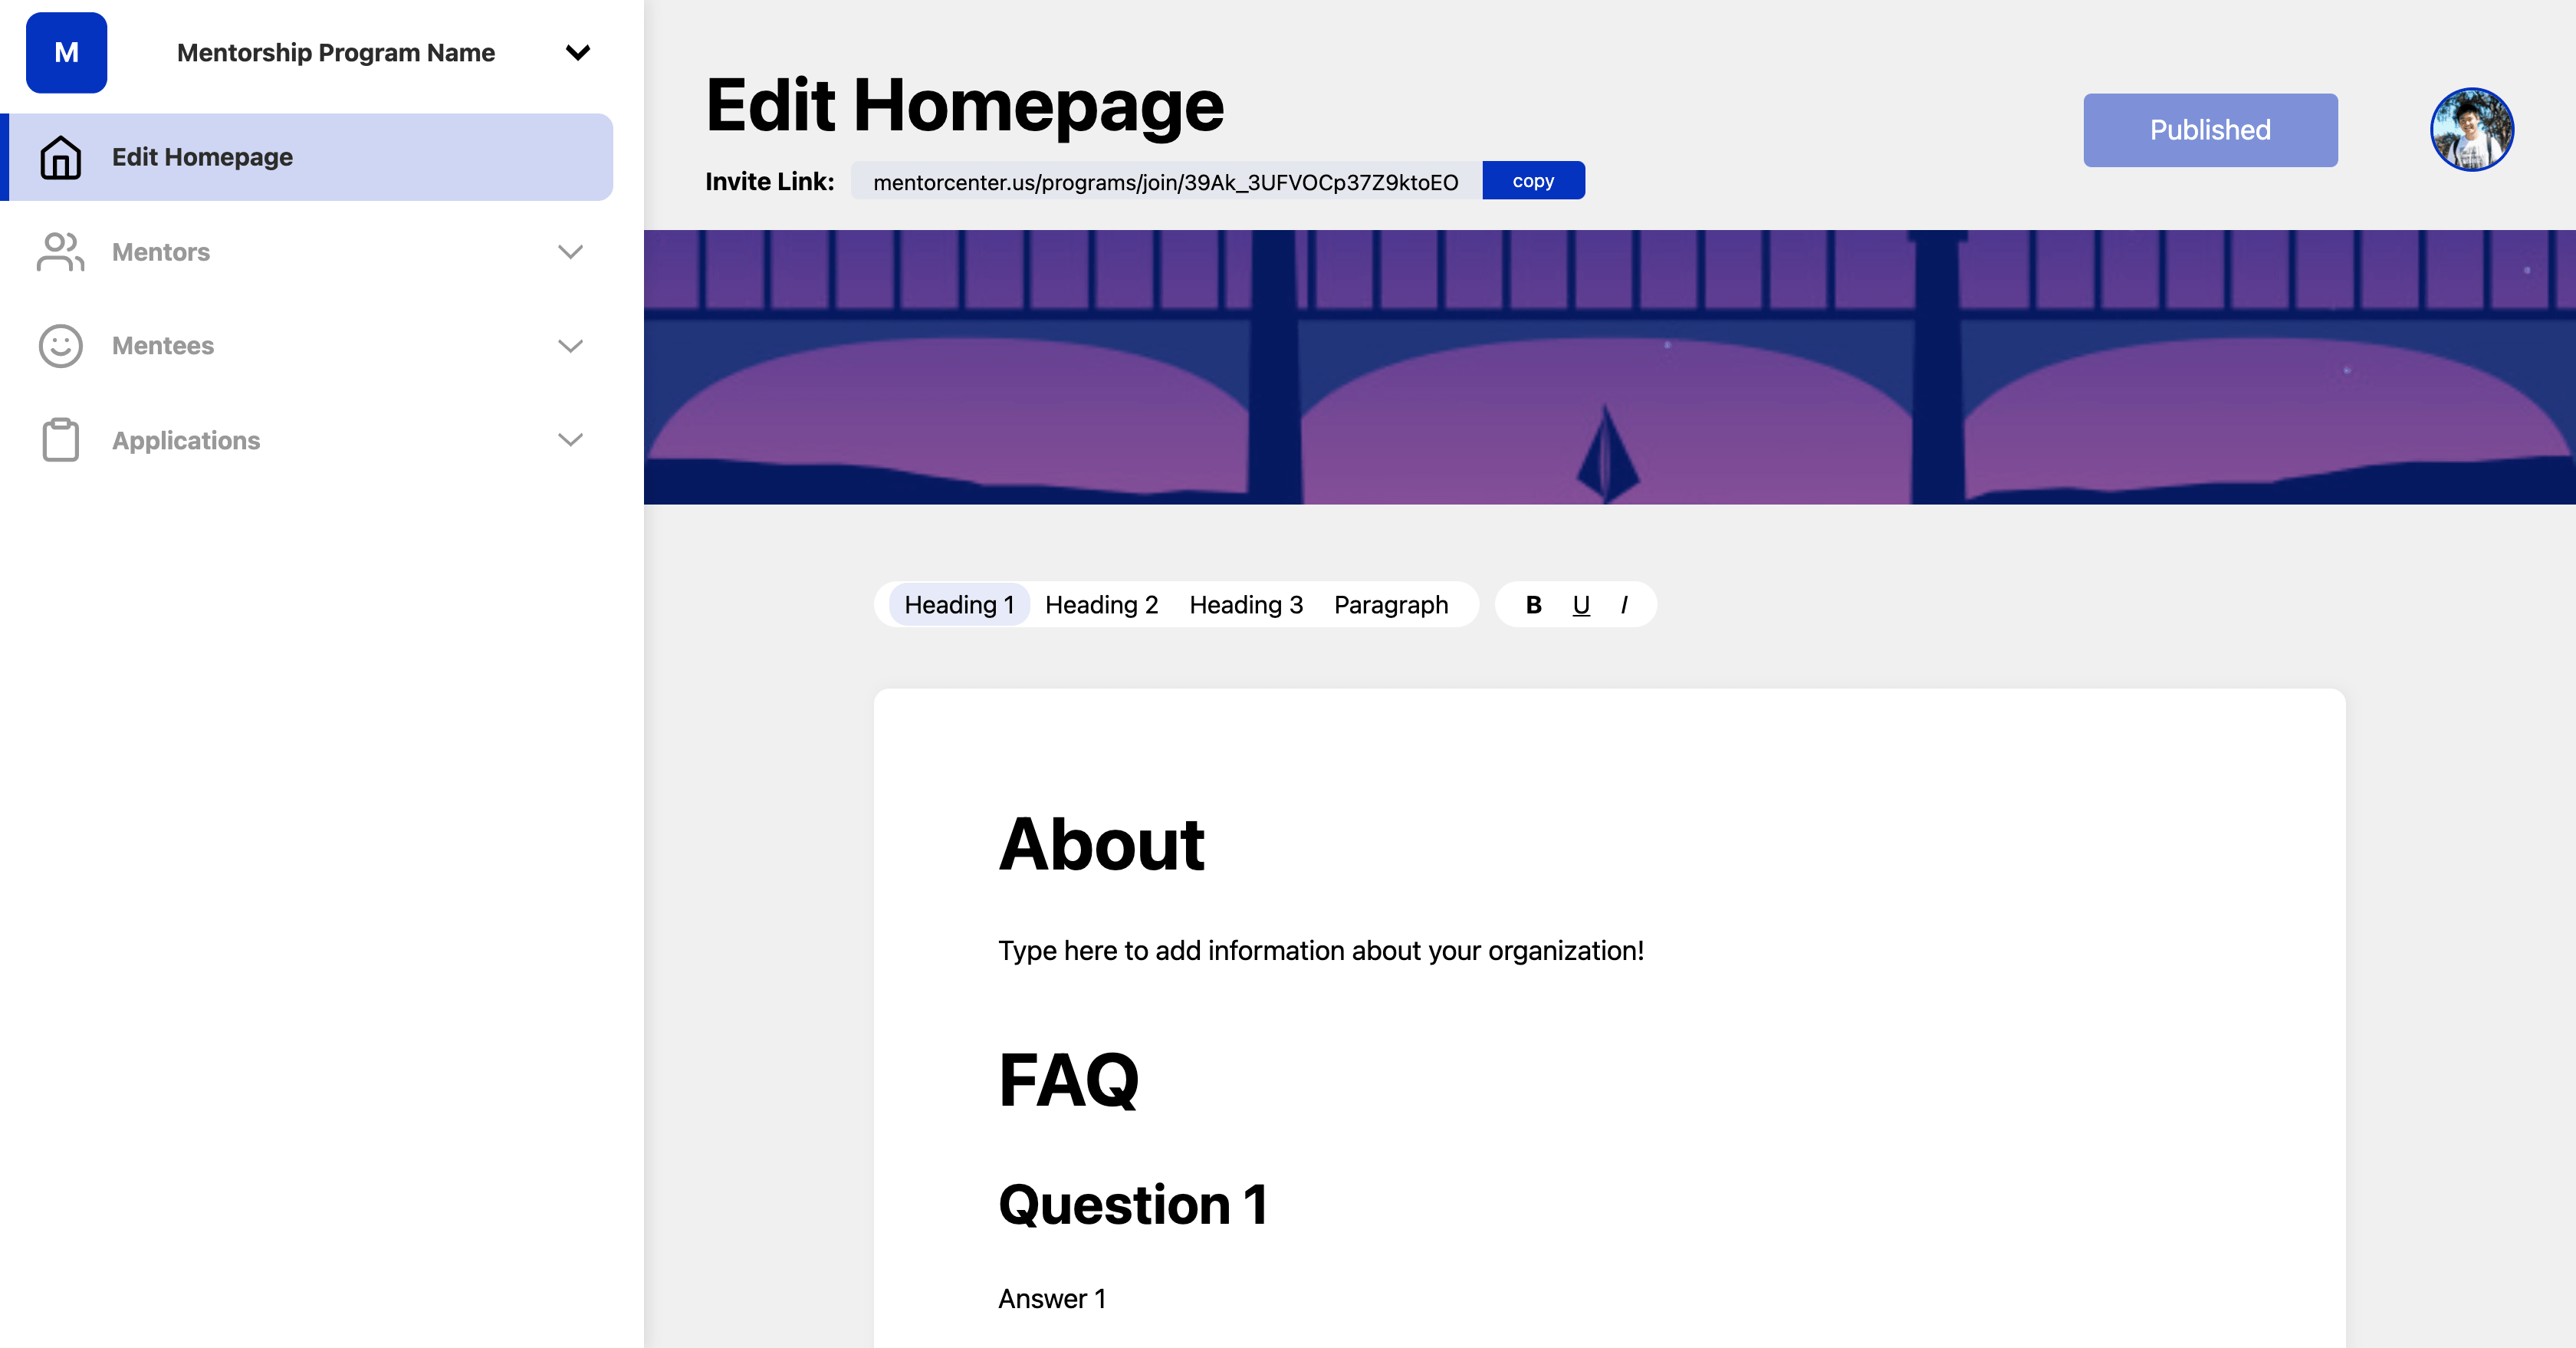 M
Mentorship Program Name
Edit Homepage
Mentors
Mentees
Applications
Edit Homepage
Published
Invite Link: mentorcenter.us/programs/join/39Ak_3UFVOCp37Z9ktoEO copy
Heading 1 Heading 2 Heading 3 Paragraph B U I
About
Type here to add information about your organization!
FAQ
Question 1
Answer 1